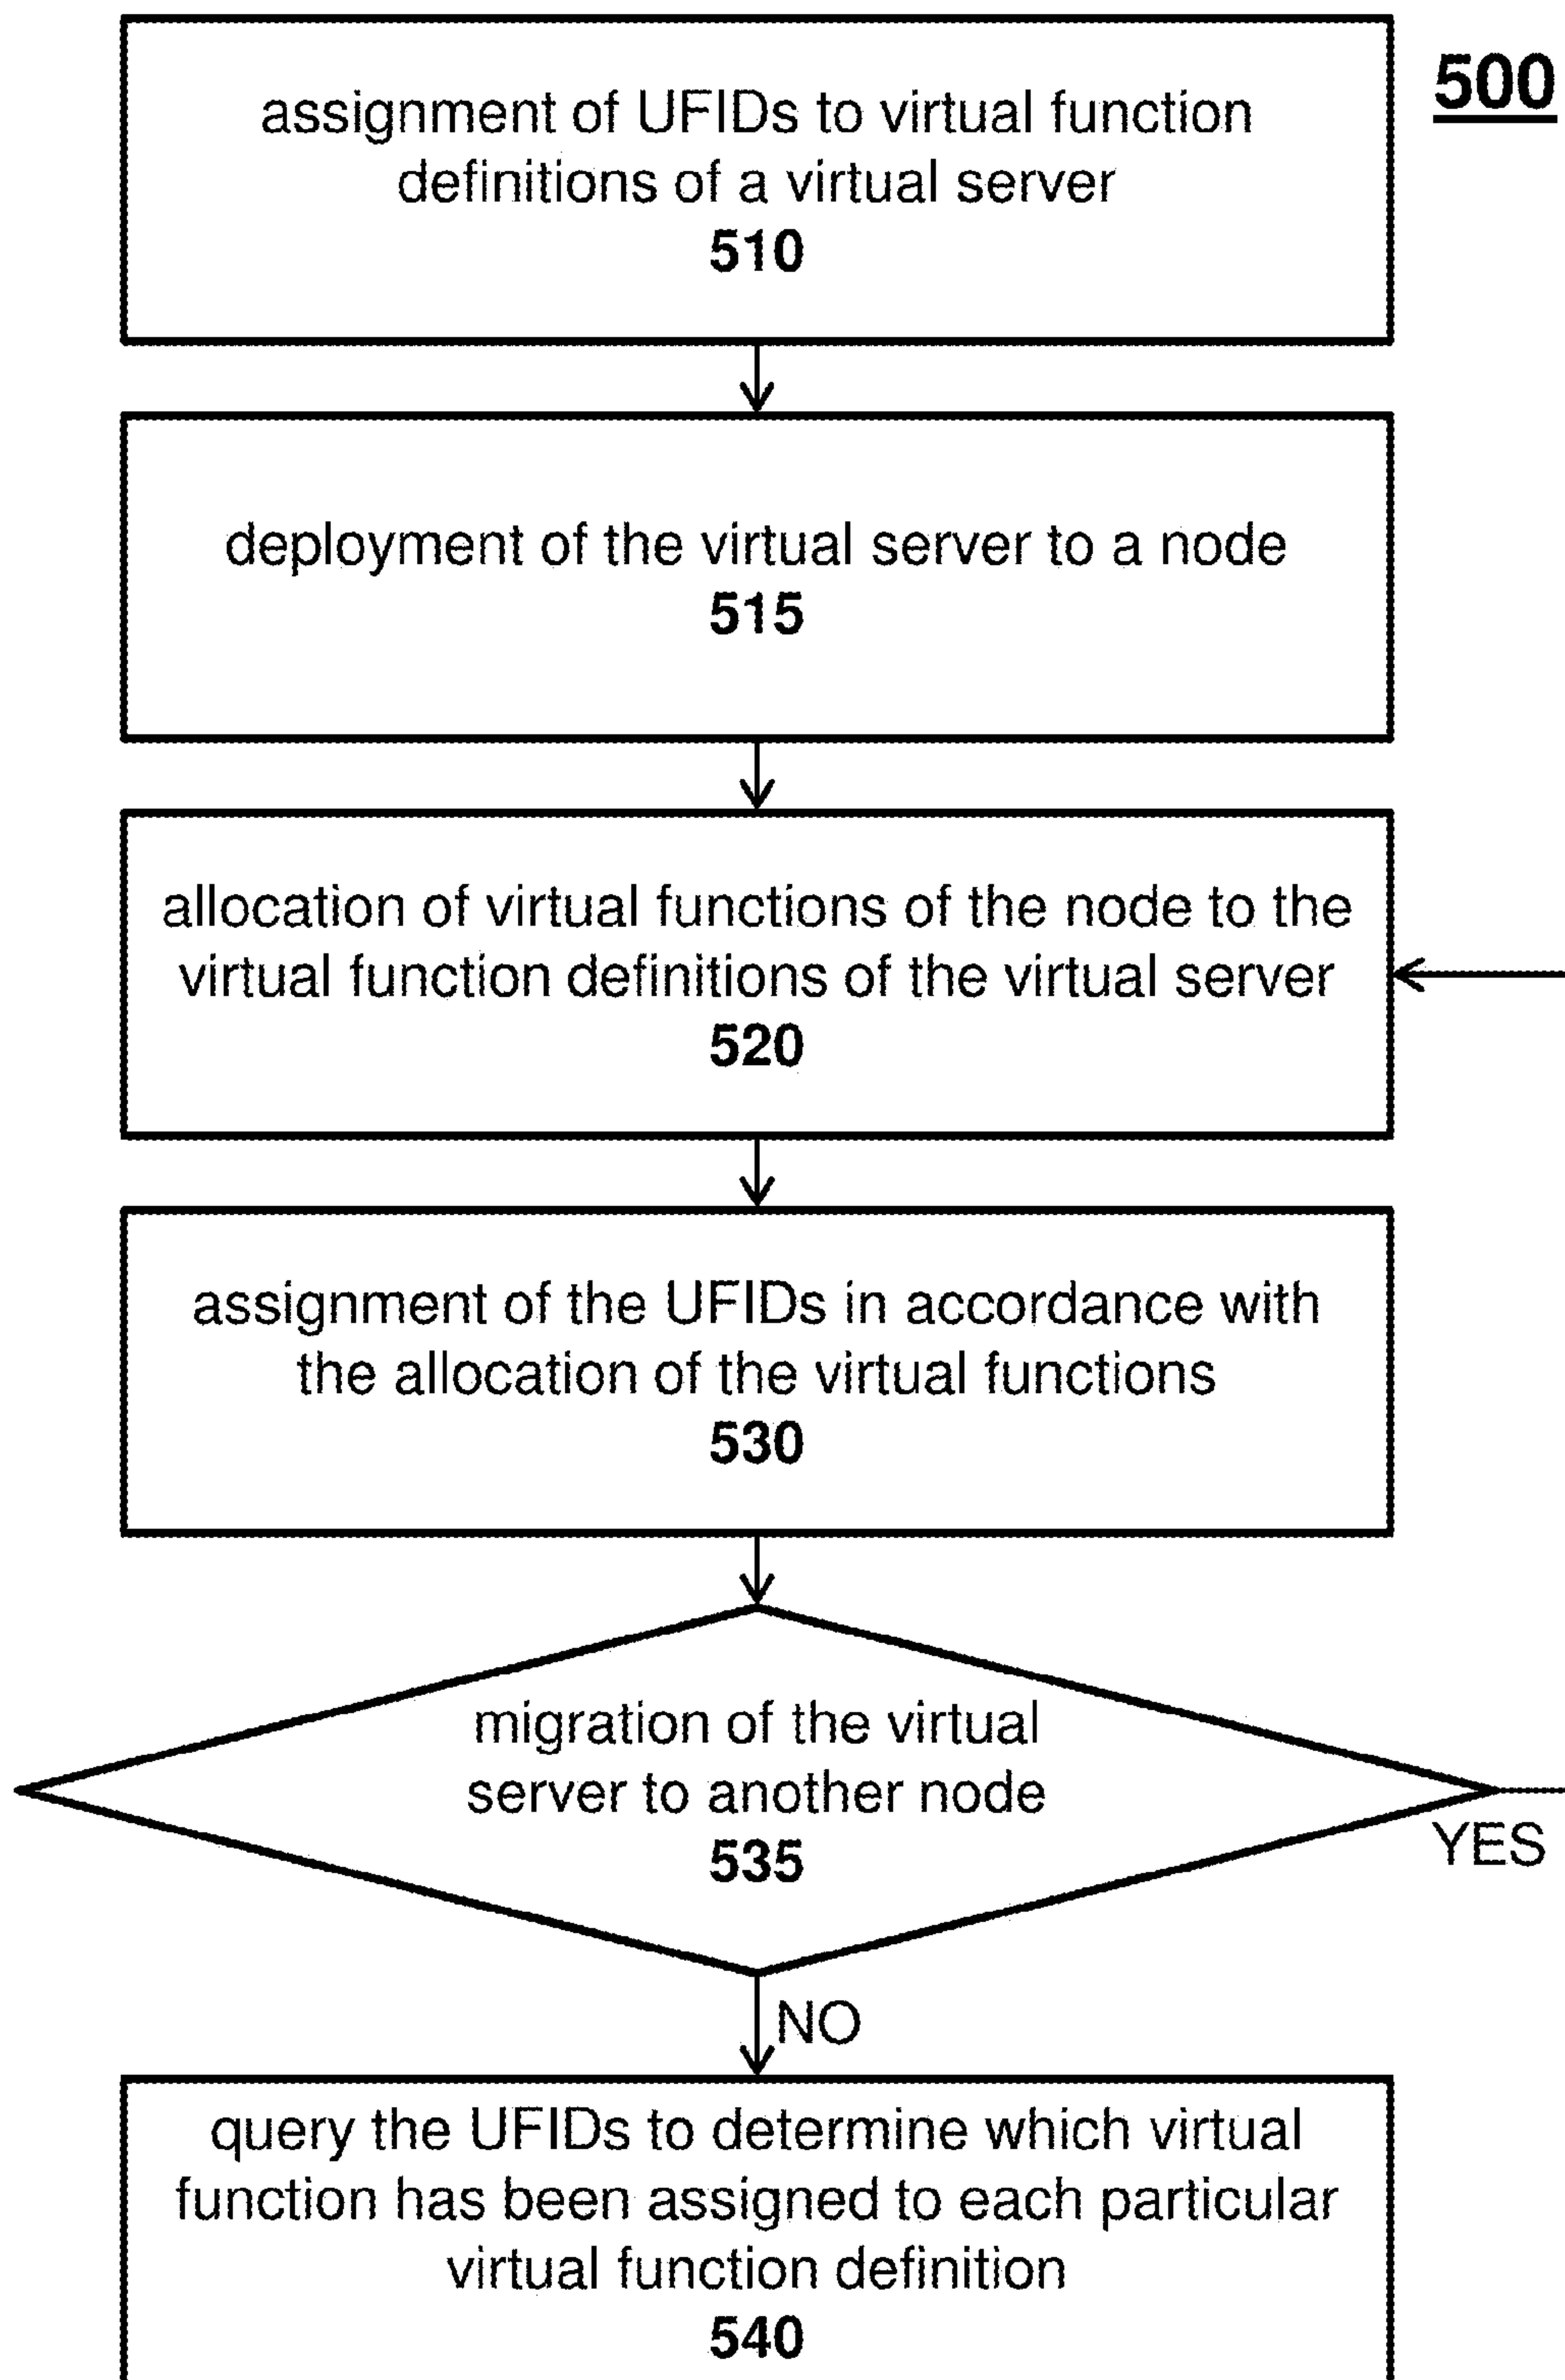 500
assignment of UFIDs to virtual function
definitions of a virtual server
510
deployment of the virtual server to a node
515
allocation of virtual functions of the node to the
virtual function definitions of the virtual server
520
assignment of the UFIDs in accordance with
the allocation of the virtual functions
530
migration of the virtual
server to another node
535
YES
NO
query the UFIDs to determine which virtual
function has been assigned to each particular
virtual function definition
540